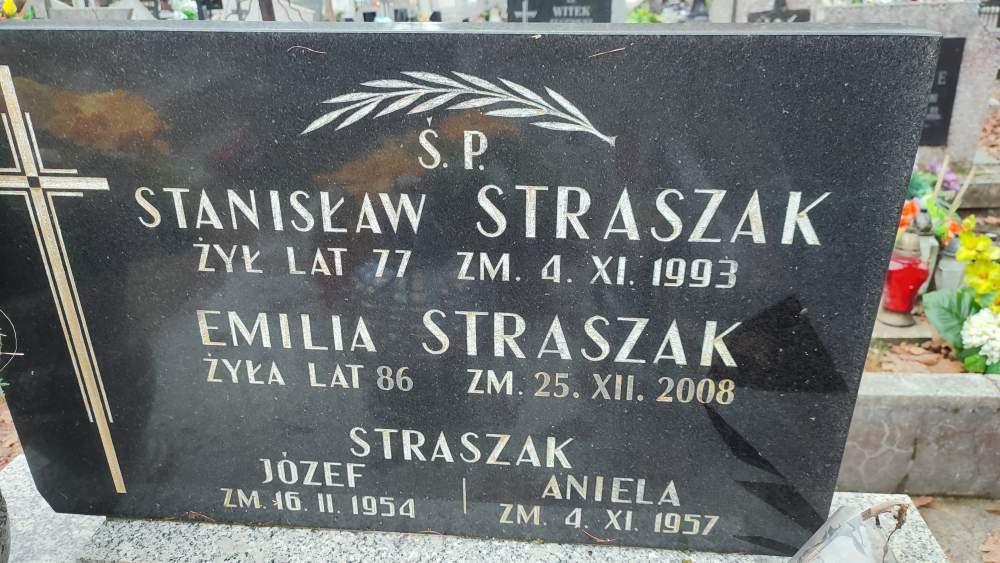 WITEK
Ś. P.
STANISŁAW STRASZAK
ŻYŁ LAT 77 ZM. 4. XI. 1993
EMILIA STRASZAK
ŻYŁA LAT 86 ZM. 25. XII. 2008
STRASZAK
JÓZEF ANIELA
ZM. 16. II. 1954 ZM. 4. XI. 1957